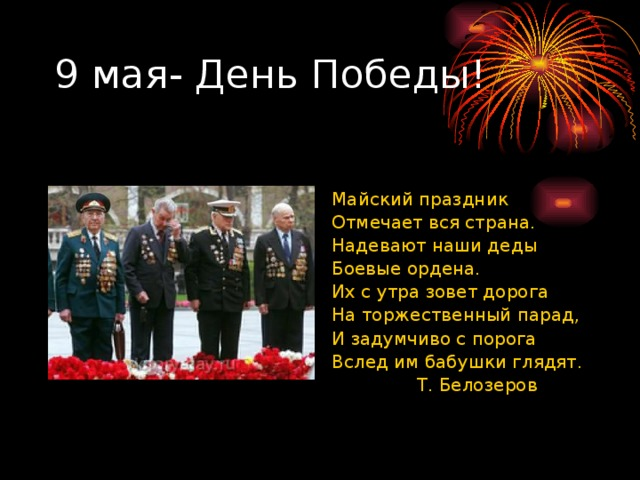 9 мая- День Победы!
Майский праздник
Отмечает вся страна.
Надевают наши деды
Боевые ордена.
Их с утра зовет дорога
На торжественный парад,
И задумчиво с порога
Вслед им бабушки глядят.
Т. Белозеров